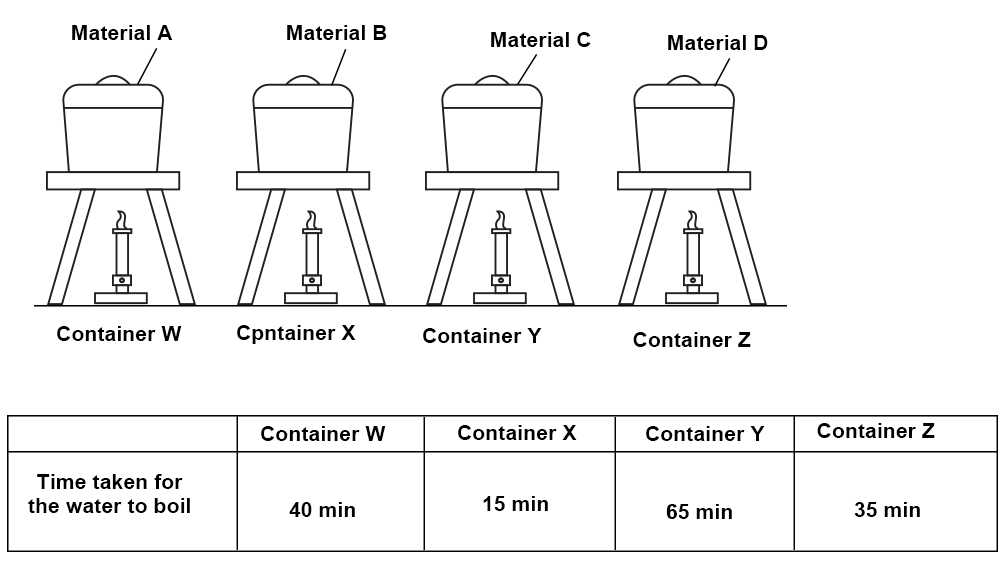 Material A
Material B
Material C
Material D
Container W
Cpntainer X
Container Y
Container Z
Container W
Container X
Container Y
Container Z
Time taken for
the water to boil
40 min
15 min
65 min
35 min